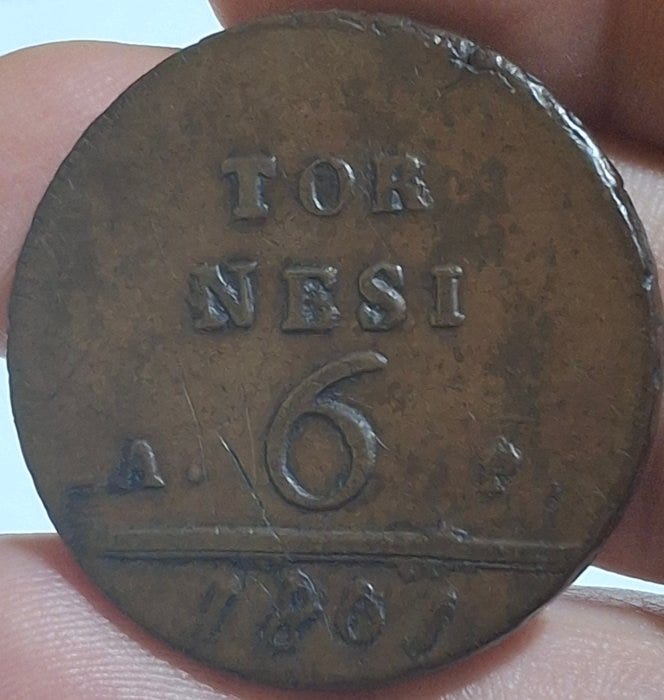 TOR
NESI
6
A. P.